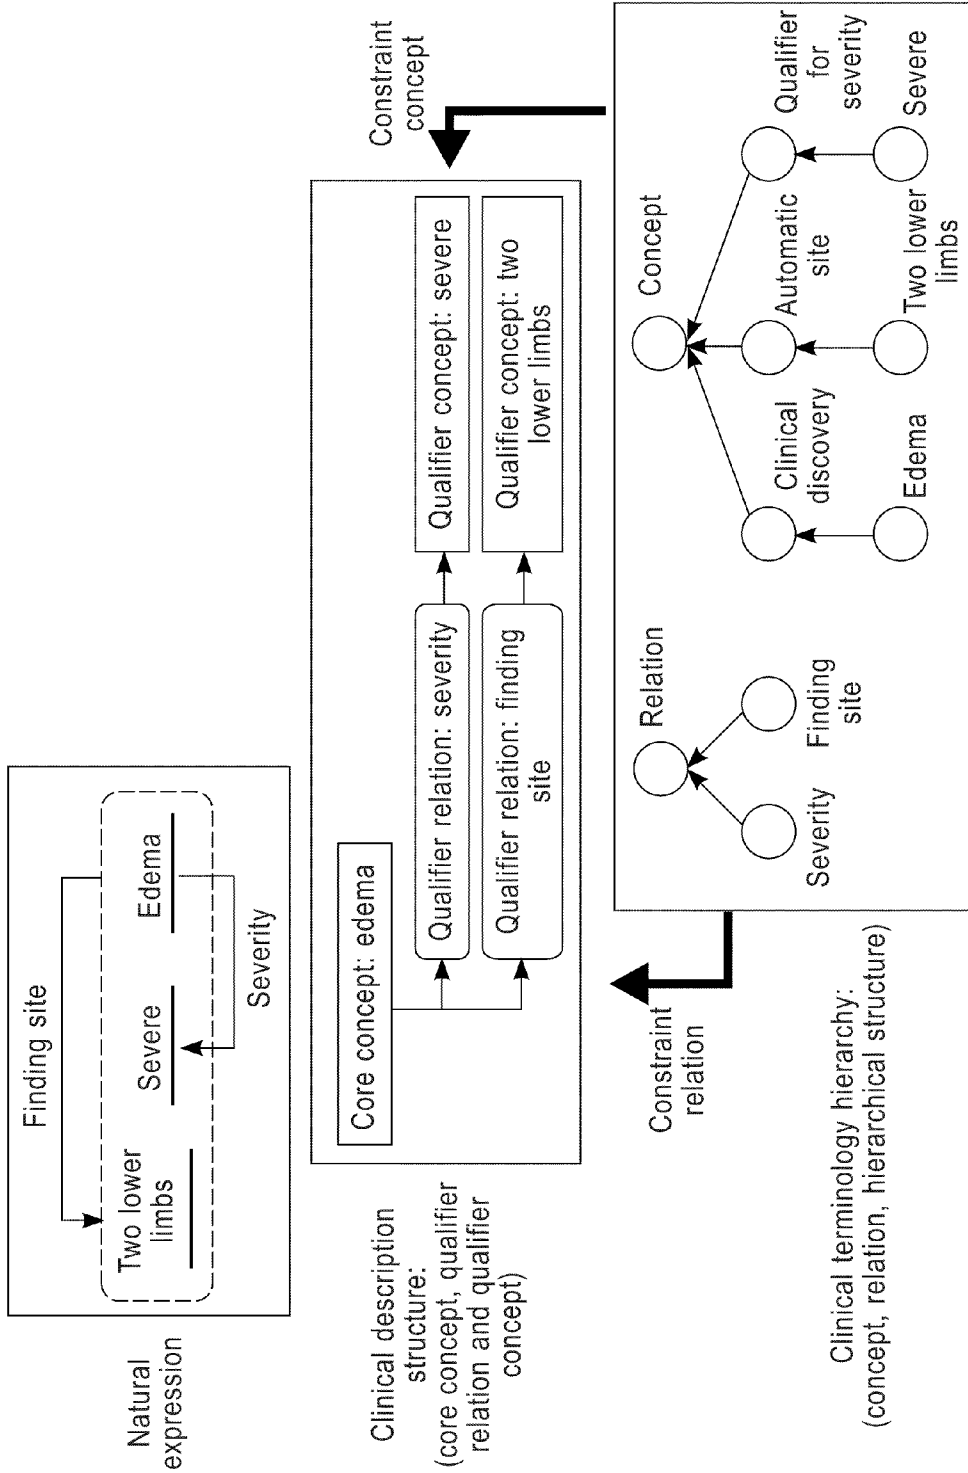 Natural
expression
Finding site
Two lower
limbs
Severe
Edema
Severity
Clinical description
structure:
(core concept, qualifier
relation and qualifier
concept)
Core concept: edema
Qualifier relation: severity
Qualifier concept: severe
Qualifier relation: finding
site
Qualifier concept: two
lower limbs
Constraint
concept
Constraint
relation
Clinical terminology hierarchy:
(concept, relation, hierarchical structure)
Relation
Severity
Finding
site
Concept
Clinical
discovery
Automatic
site
Qualifier
for
severity
Edema
Two lower
limbs
Severe